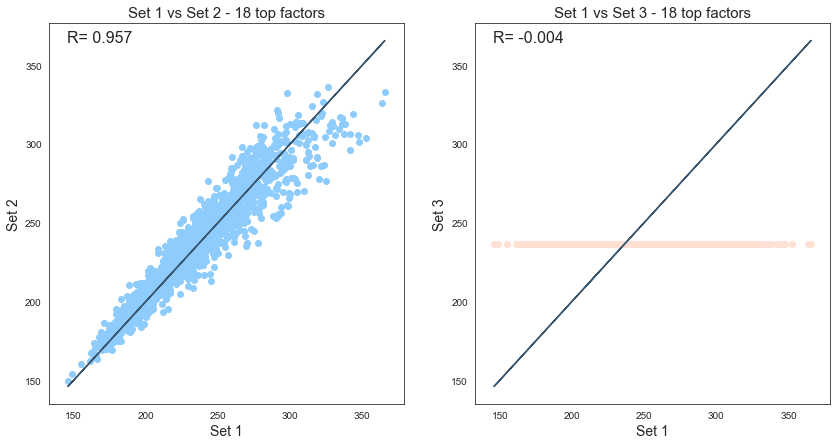 Set 1 vs Set 2 - 18 top factors
R= 0.957
350
300
250
200
150
Set 2
150 200 250 300 350
Set 1
Set 1 vs Set 3 - 18 top factors
R= -0.004
350
300
250
200
150
Set 3
150 200 250 300 350
Set 1